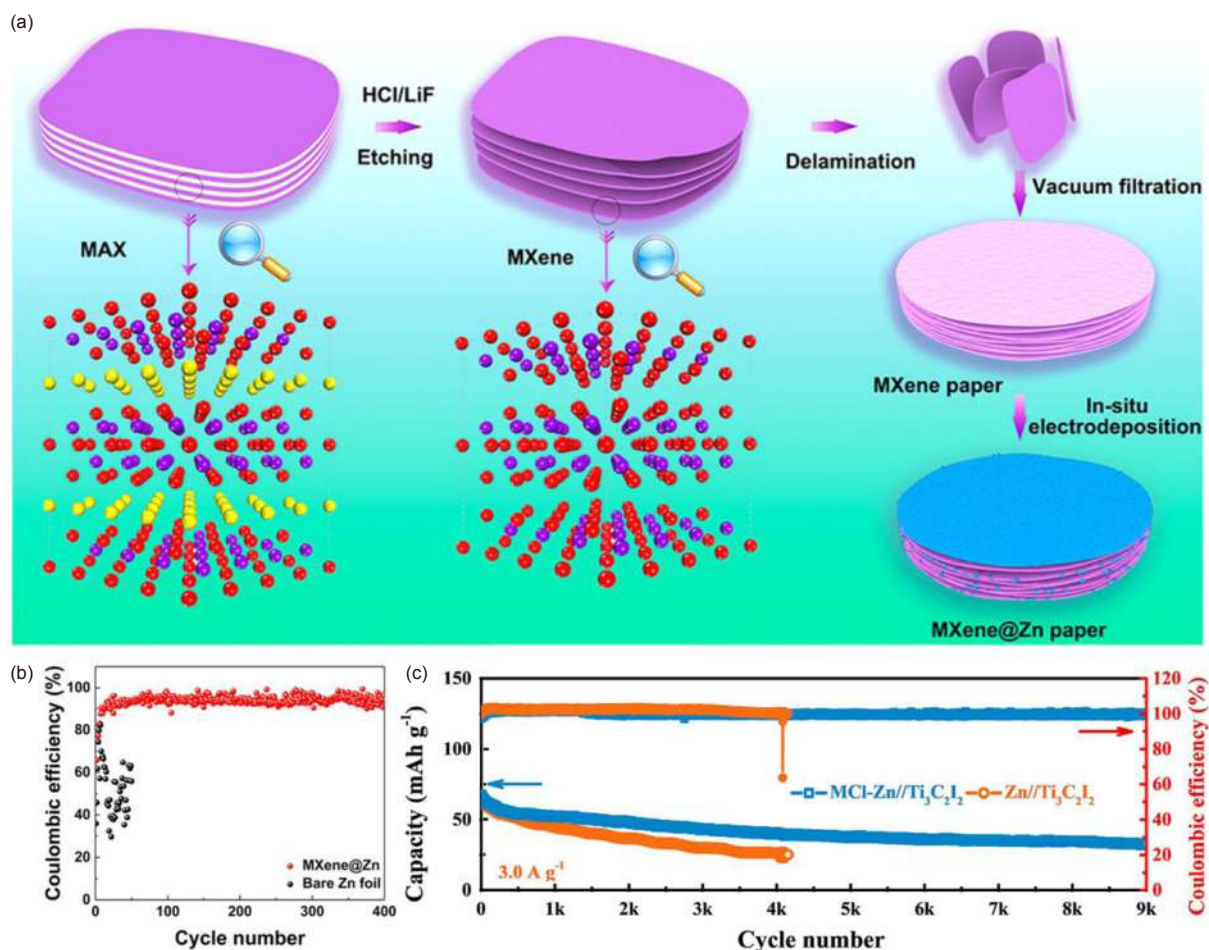 (a)
HCl/LiF
Etching
Delamination
Vacuum filtration
MAX
MXene
MXene paper
In-situ
electrodeposition
MXene@Zn paper
(b)
Coulombic efficiency (%)
100
80
60
40
20
0
0 100 200 300 400
Cycle number
MXene@Zn
Bare Zn foil
(c)
Capacity (mAh g⁻¹)
150
125
100
75
50
25
0
MCl-Zn//Ti₃C₂I₂ Zn//Ti₃C₂I₂
3.0 A g⁻¹
0 1k 2k 3k 4k 5k 6k 7k 8k 9k
Cycle number
120
100
80
60
40
20
0
Coulombic efficiency (%)